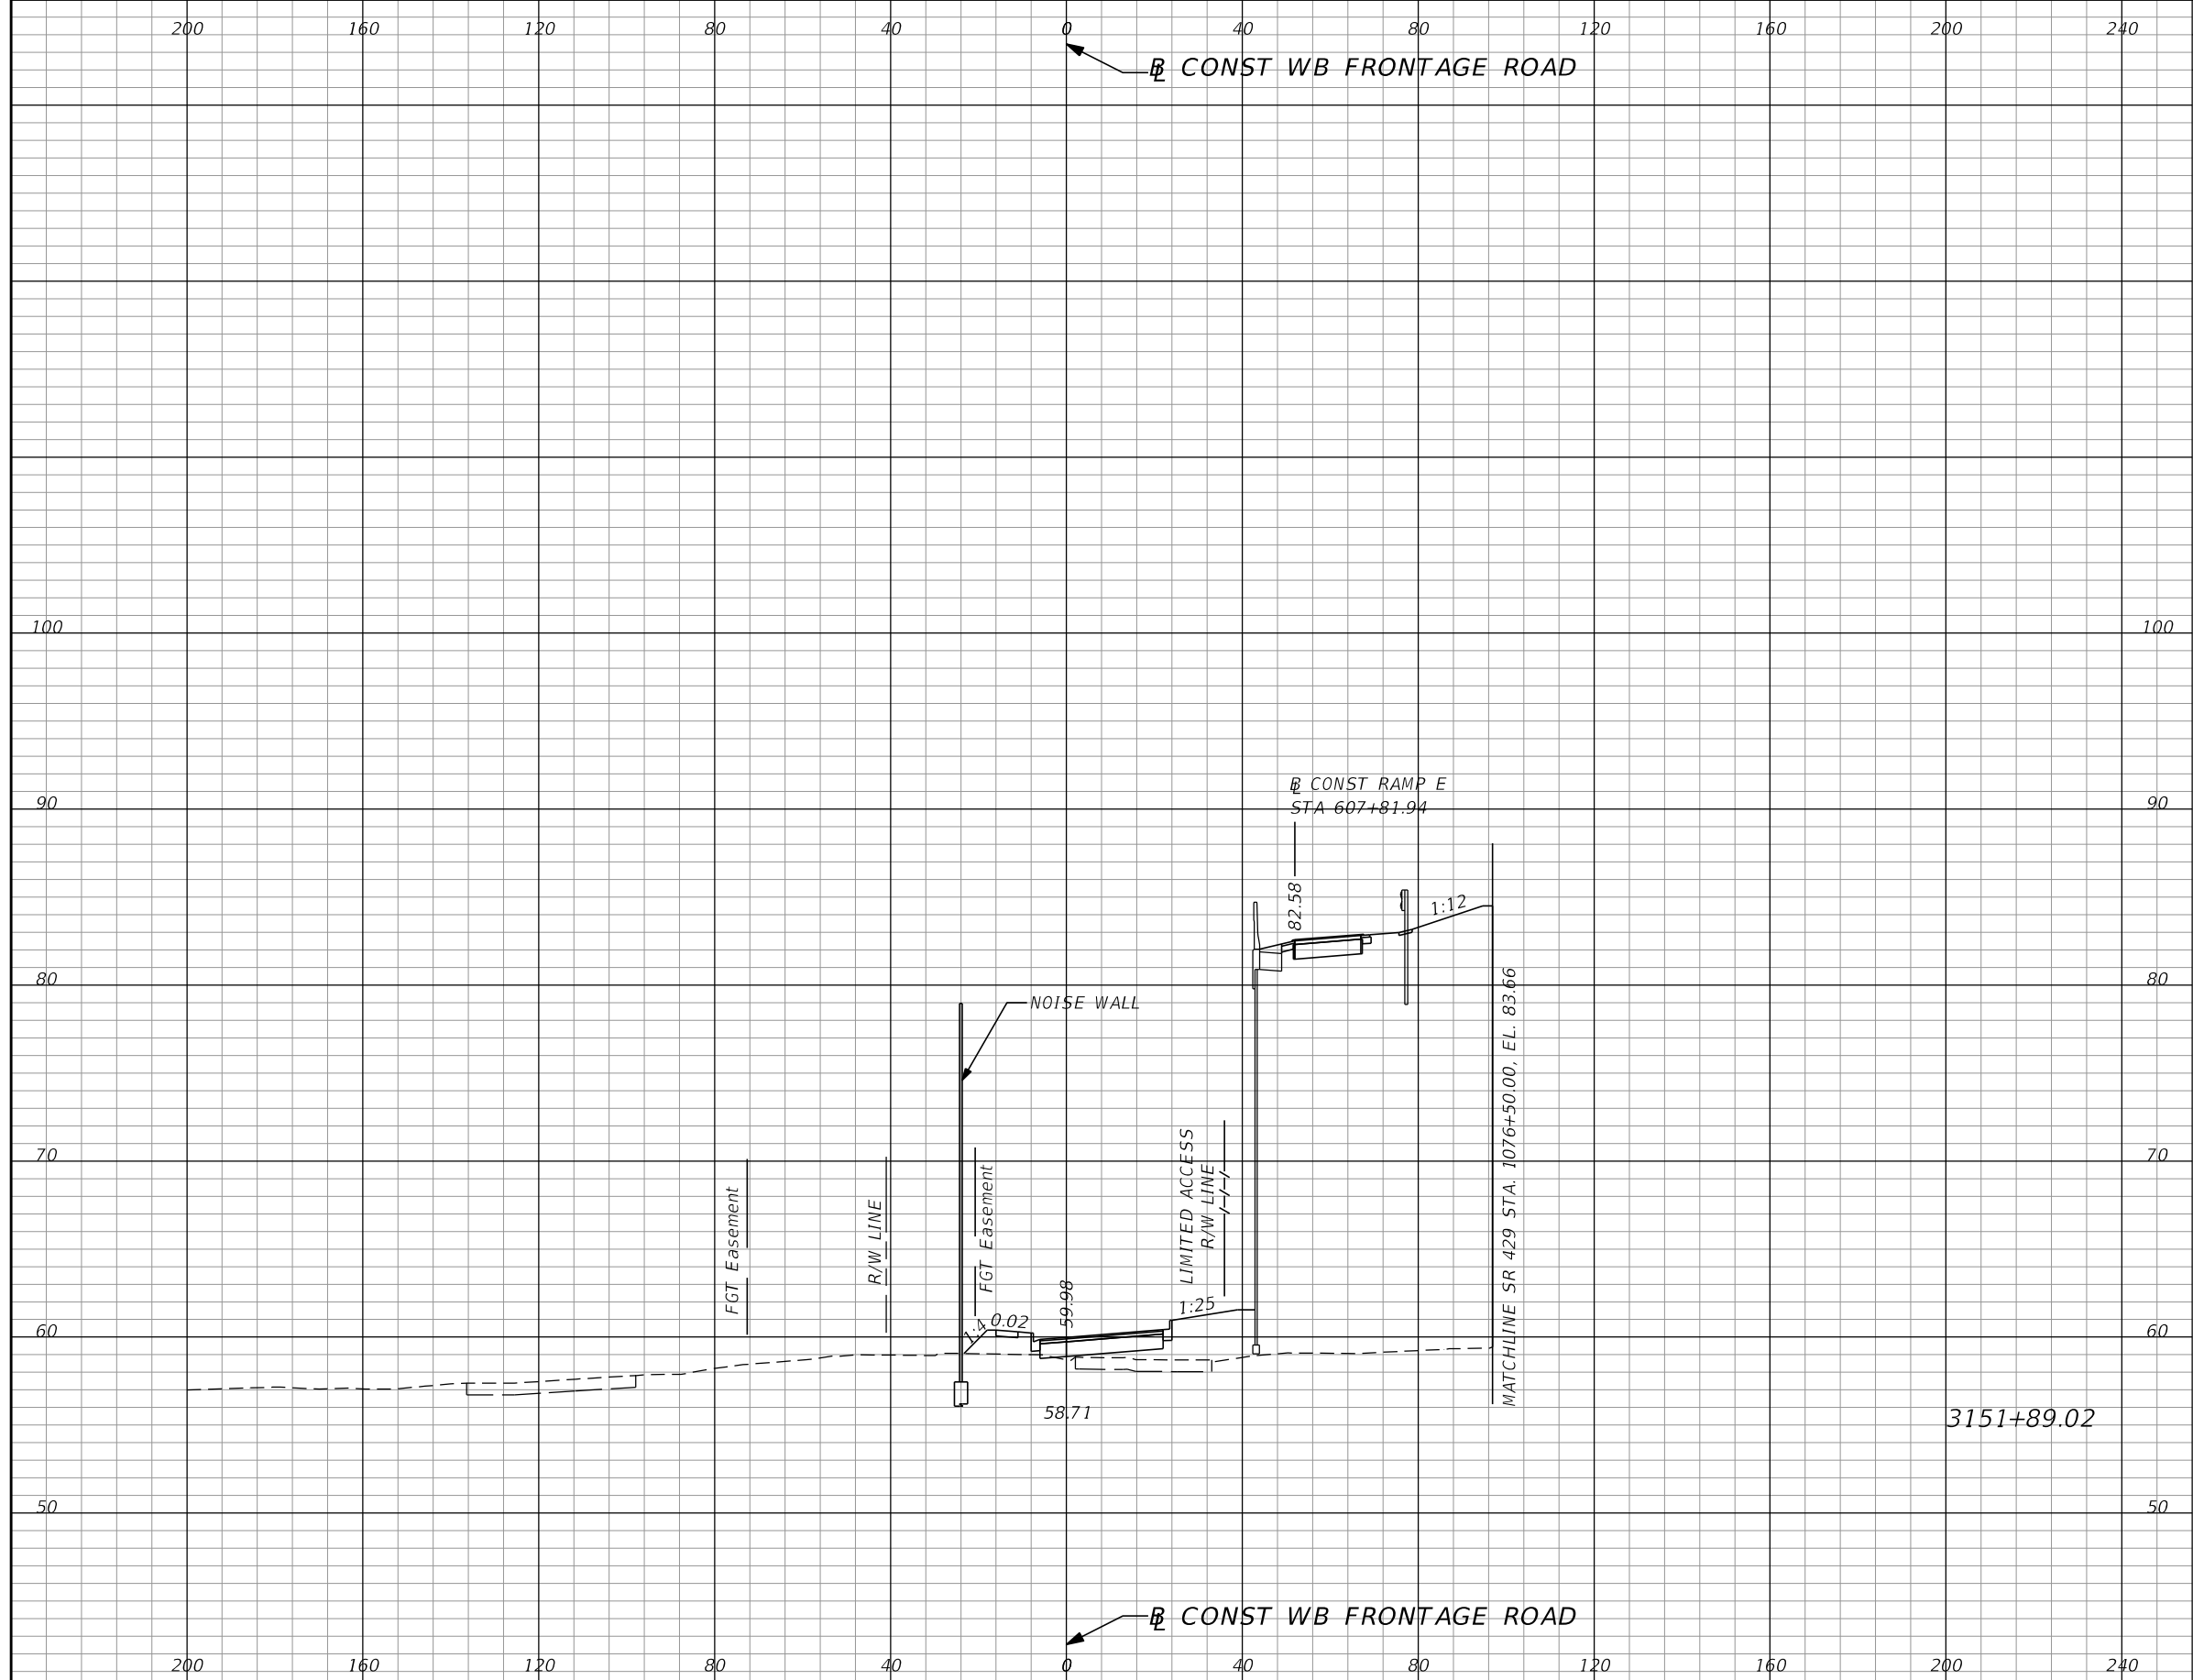 200 160 120 80 40 0 40 80 120 160 200 240
BL CONST WB FRONTAGE ROAD
100 100
BL CONST RAMP E
90 90
STA 607+81.94
82.58
1:12
80 80
NOISE WALL
MATCHLINE SR 429 STA. 1076+50.00, EL. 83.66
70 70
FGT Easement
R/W LINE
FGT Easement
LIMITED ACCESS
R/W LINE
59.98
1:25
1:4
0.02
60 60
58.71
3151+89.02
50 50
BL CONST WB FRONTAGE ROAD
200 160 120 80 40 0 40 80 120 160 200 240